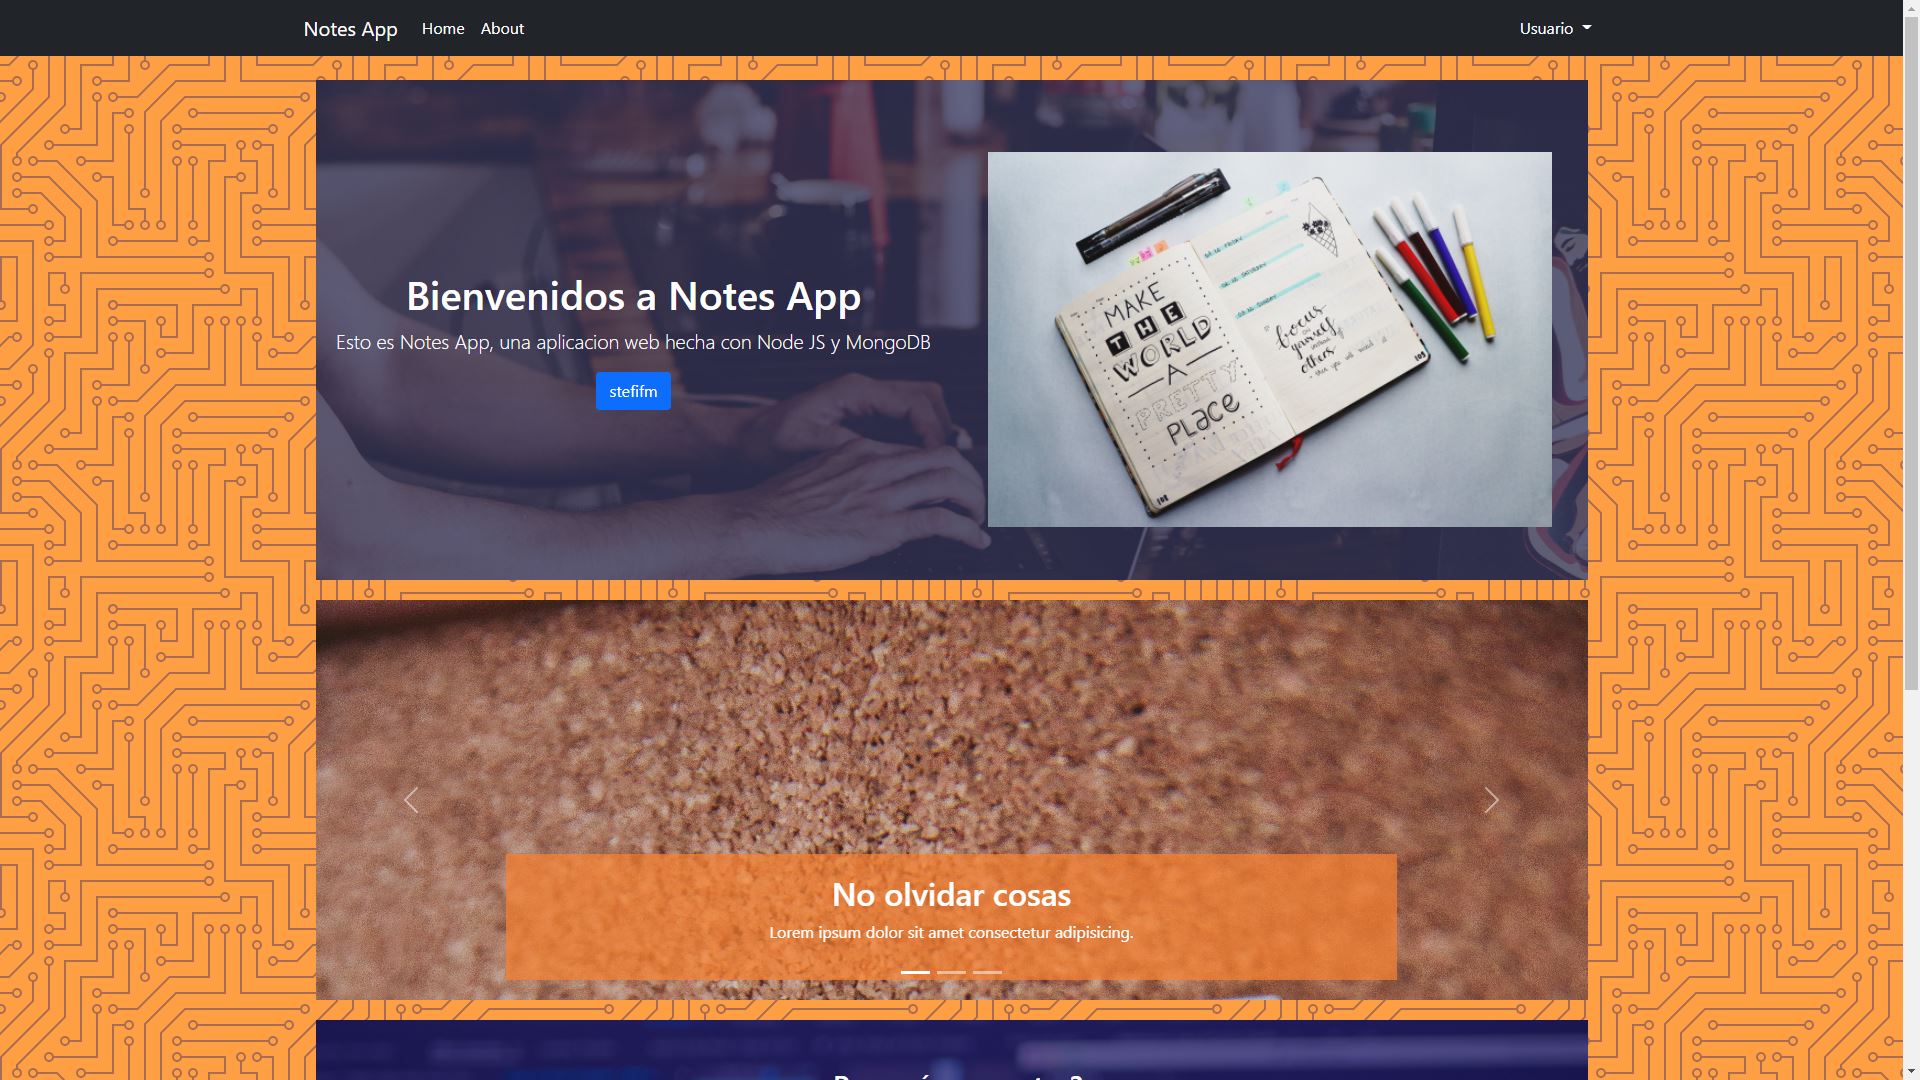 Notes App Home About Usuario
Bienvenidos a Notes App
Esto es Notes App, una aplicacion web hecha con Node JS y MongoDB
stefifm
MAKE
THE
WORLD
A
PRETTY
PLACE
focus
on
yourself
others
No olvidar cosas
Lorem ipsum dolor sit amet consectetur adipisicing.